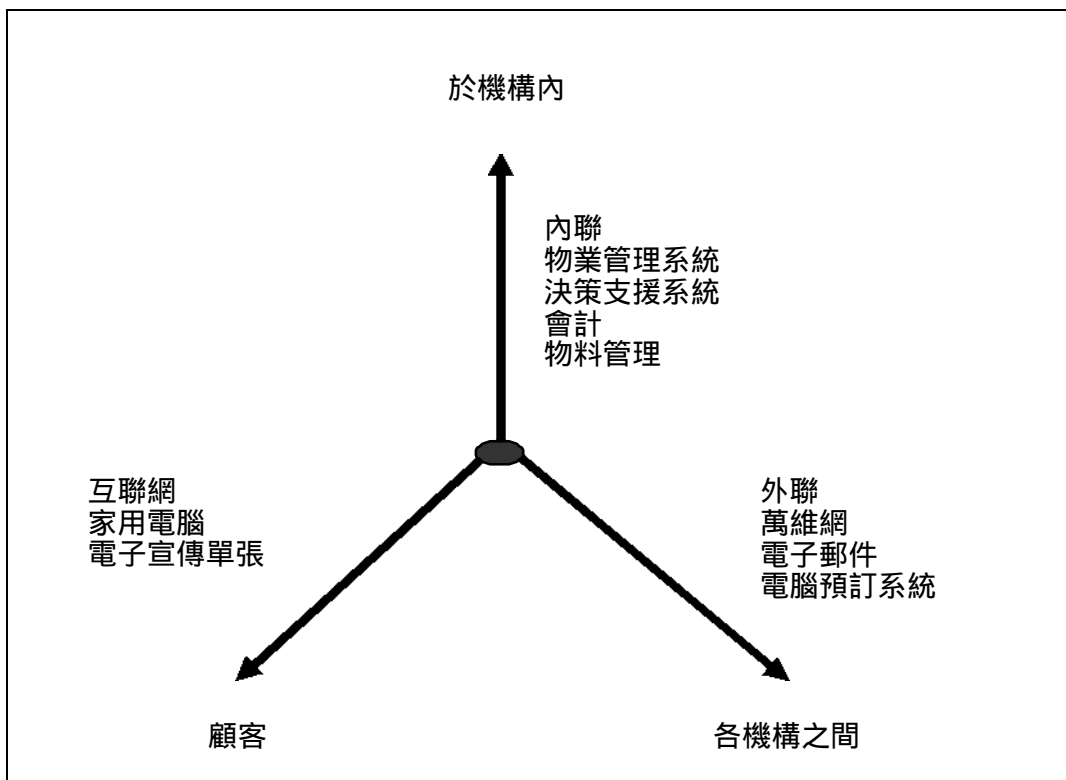 於機構內
內聯
物業管理系統
決策支援系統
會計
物料管理
互聯網
家用電腦
電子宣傳單張
外聯
萬維網
電子郵件
電腦預訂系統
顧客
各機構之間